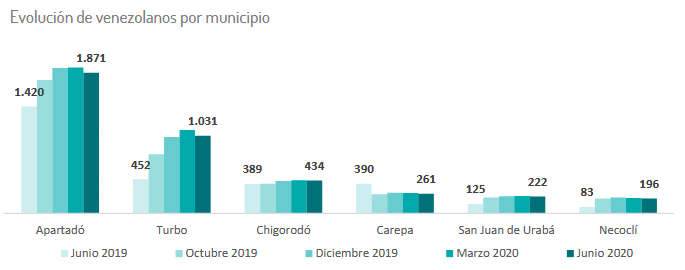 Evolución de venezolanos por municipio
1.420 1.871
452 1.031
389 434
390 261
125 222
83 196
Apartadó Turbo Chigorodó Carepa San Juan de Urabá Necoclí
Junio 2019 Octubre 2019 Diciembre 2019 Marzo 2020 Junio 2020